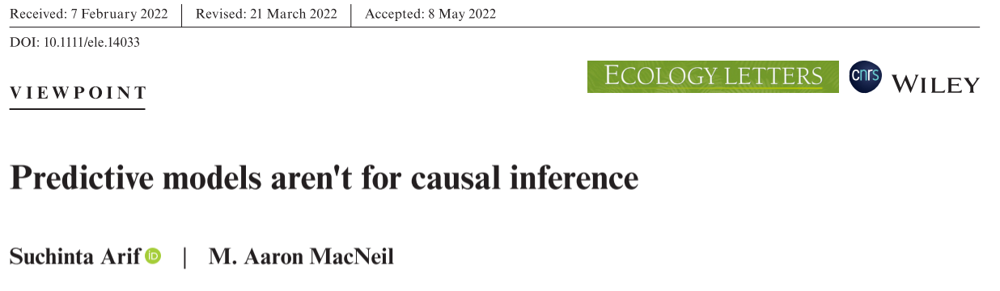 Received: 7 February 2022 | Revised: 21 March 2022 | Accepted: 8 May 2022
DOI: 10.1111/ele.14033
ECOLOGY LETTERS cnrs WILEY
VIEWPOINT
Predictive models aren't for causal inference
Suchinta Arif iD | M. Aaron MacNeil